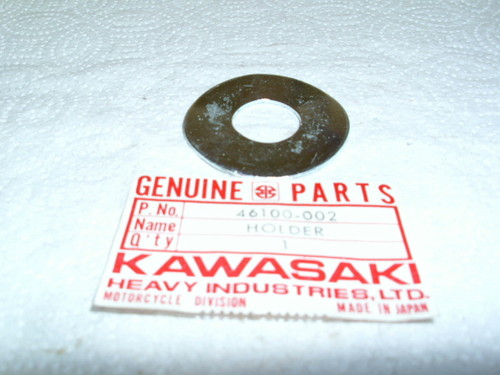 GENUINE PARTS
P. No. 46100-002
Name HOLDER
Q'ty 1
KAWASAKI
HEAVY INDUSTRIES, LTD.
MOTORCYCLE DIVISION MADE IN JAPAN